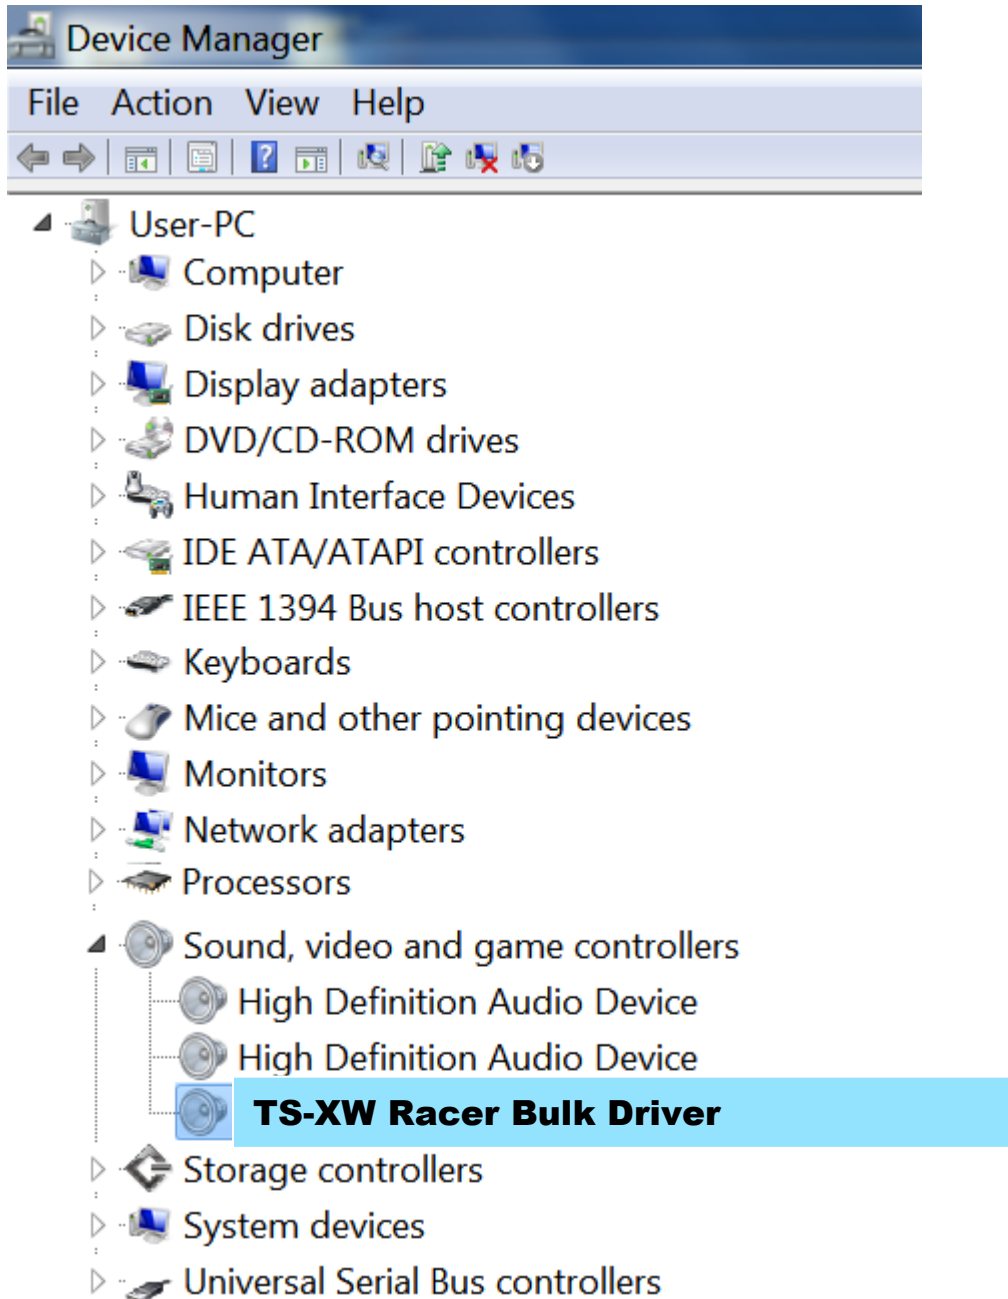 Device Manager
File Action View Help
User-PC
Computer
Disk drives
Display adapters
DVD/CD-ROM drives
Human Interface Devices
IDE ATA/ATAPI controllers
IEEE 1394 Bus host controllers
Keyboards
Mice and other pointing devices
Monitors
Network adapters
Processors
Sound, video and game controllers
High Definition Audio Device
High Definition Audio Device
TS-XW Racer Bulk Driver
Storage controllers
System devices
Universal Serial Bus controllers